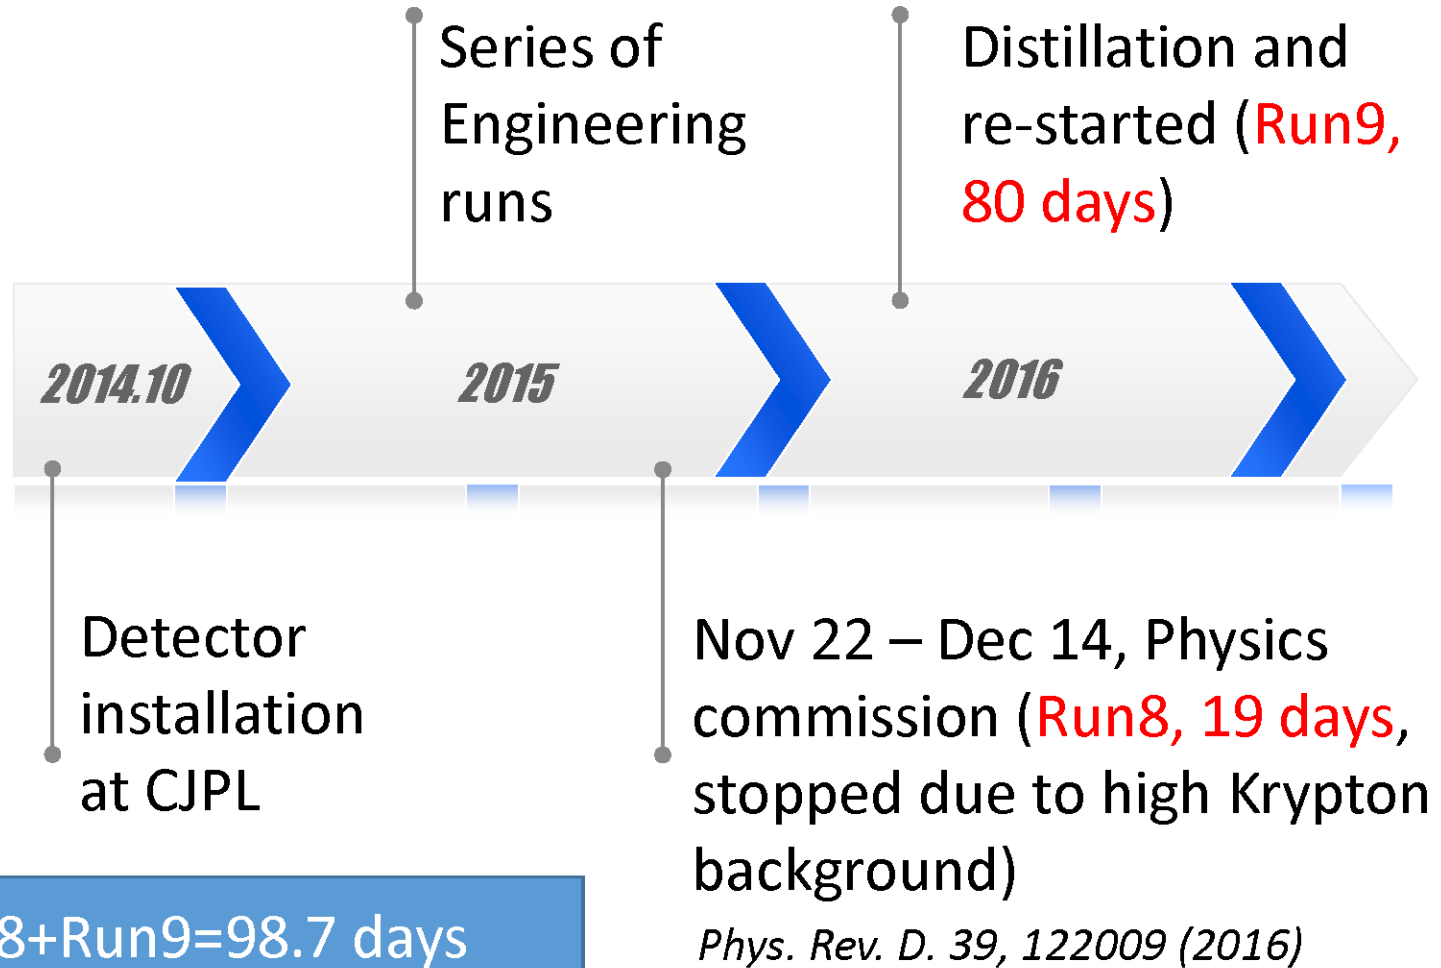 Series of
Engineering
runs
Distillation and
re-started (Run9,
80 days)
2014.10
2015
2016
Detector
installation
at CJPL
Nov 22 – Dec 14, Physics
commission (Run8, 19 days,
stopped due to high Krypton
background)
Phys. Rev. D. 39, 122009 (2016)
8+Run9=98.7 days